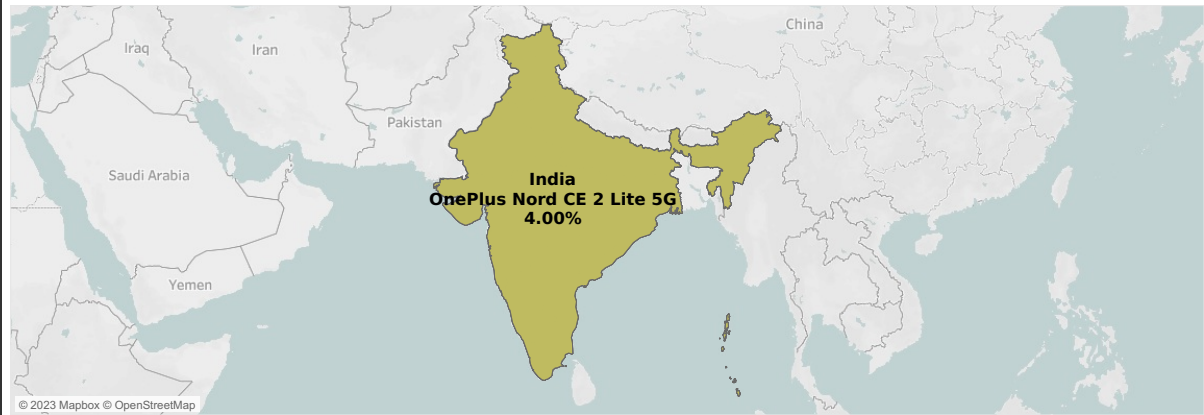 China
Iraq
Iran
Pakistan
Saudi Arabia
India
OnePlus Nord CE 2 Lite 5G
4.00%
Yemen
© 2023 Mapbox © OpenStreetMap